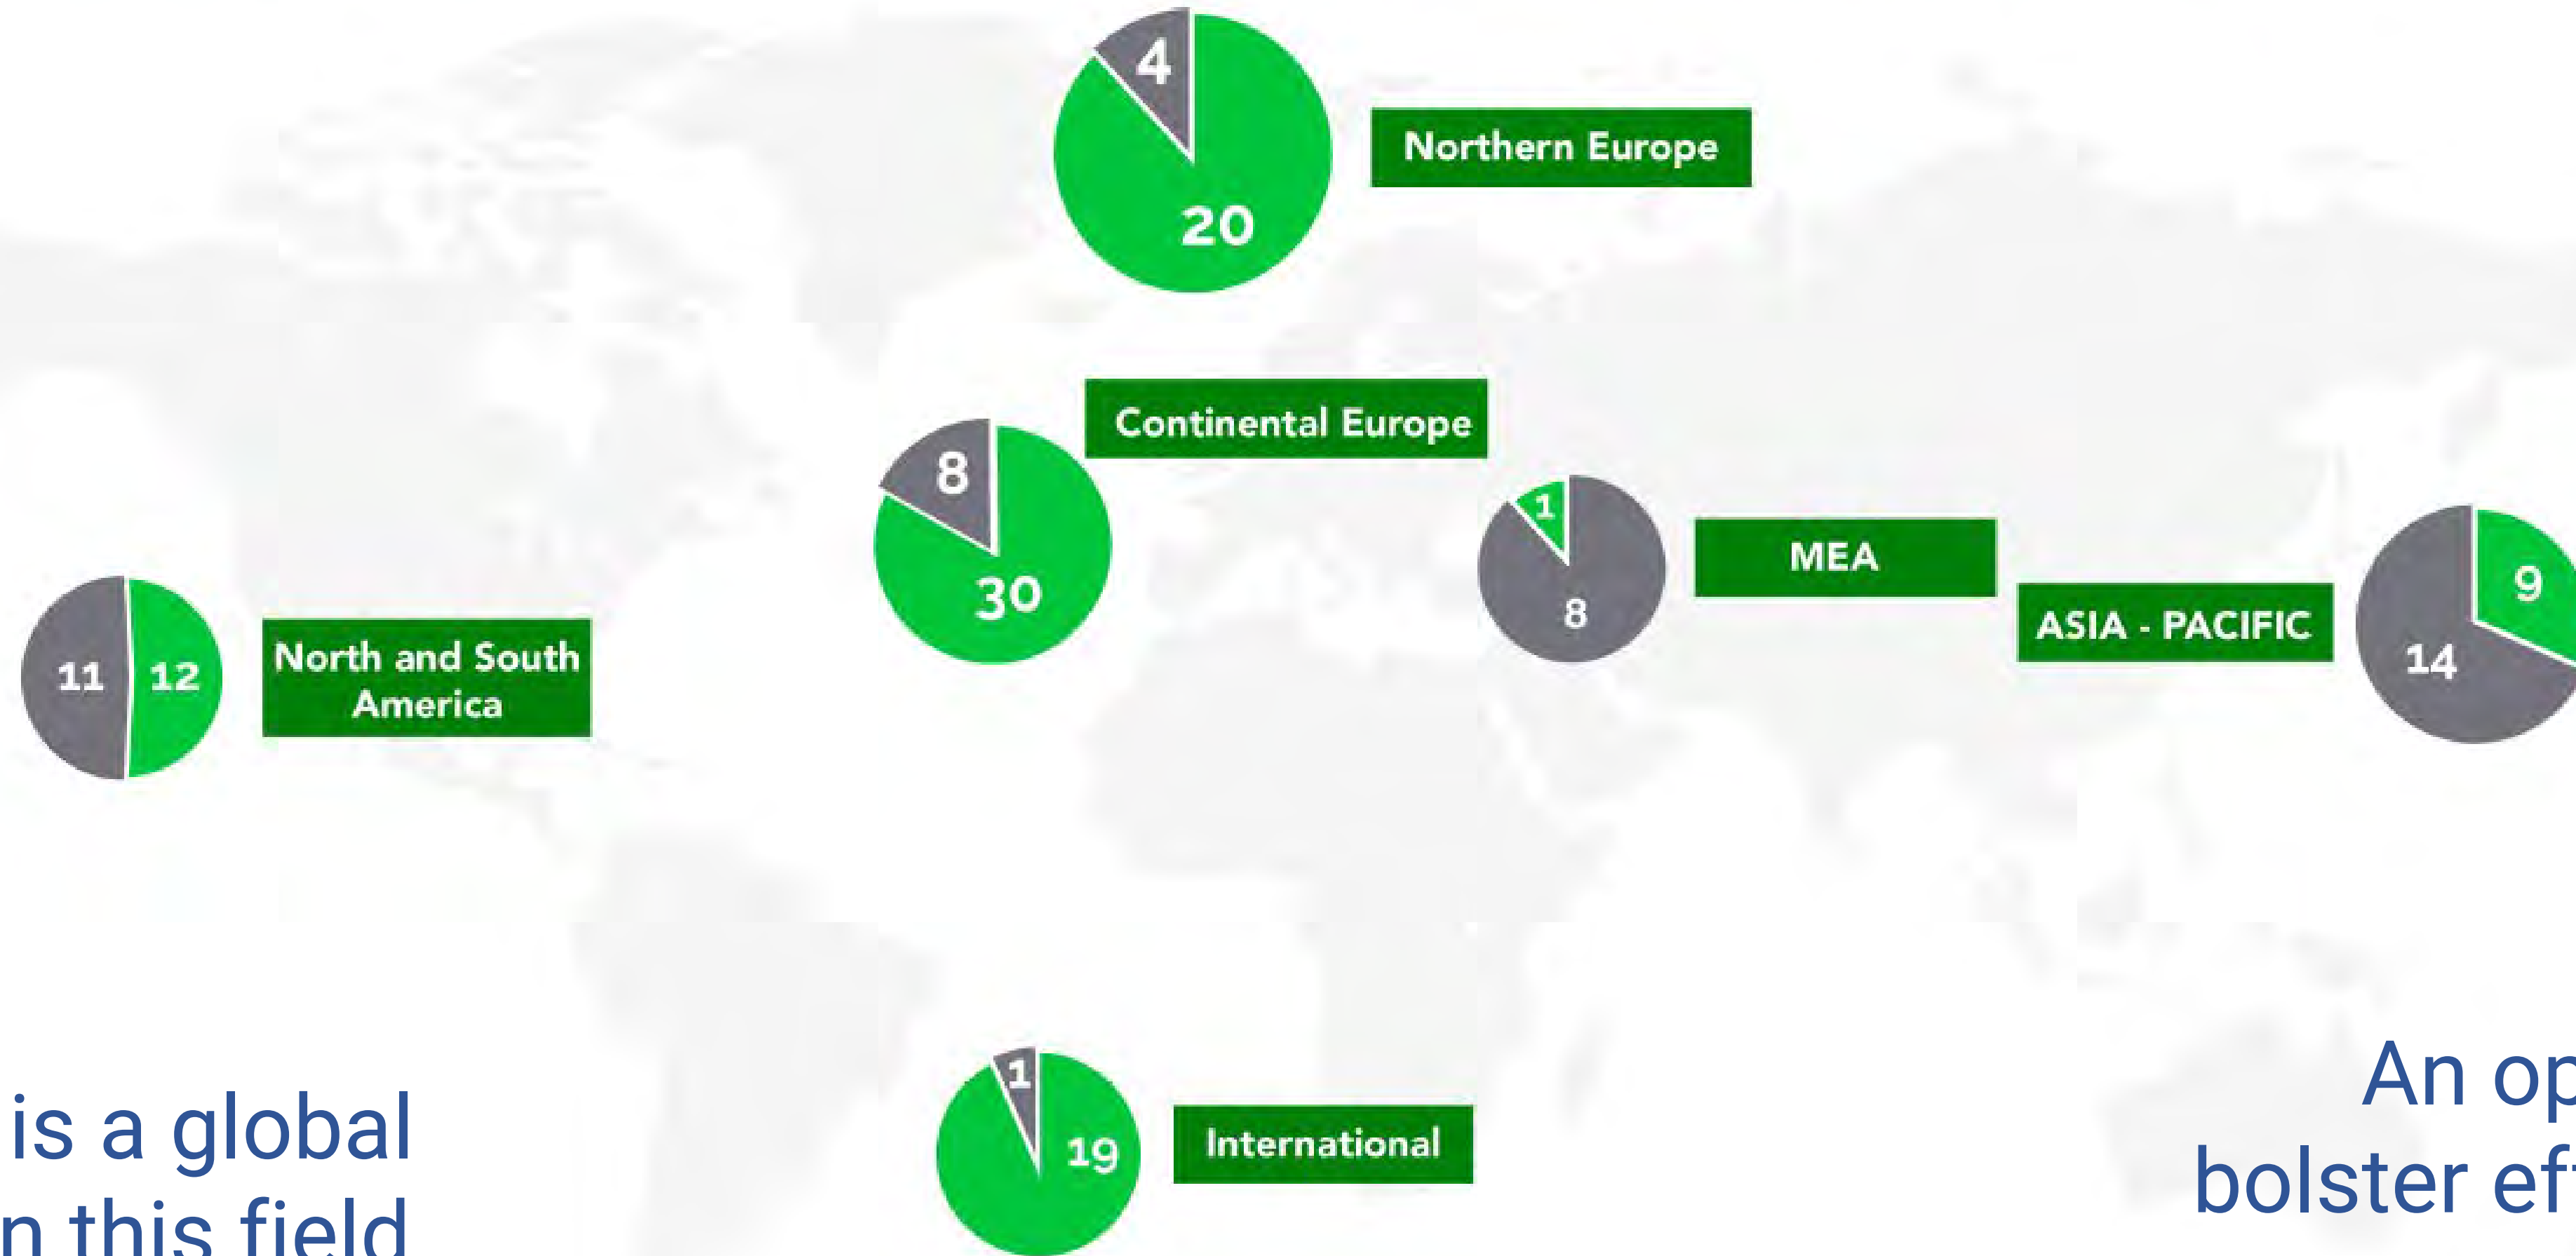 4
20
Northern Europe
Continental Europe
8
30
1
8
MEA
ASIA - PACIFIC
9
14
11 12
North and South
America
1
19
International
is a global
n this field
An op
bolster eff